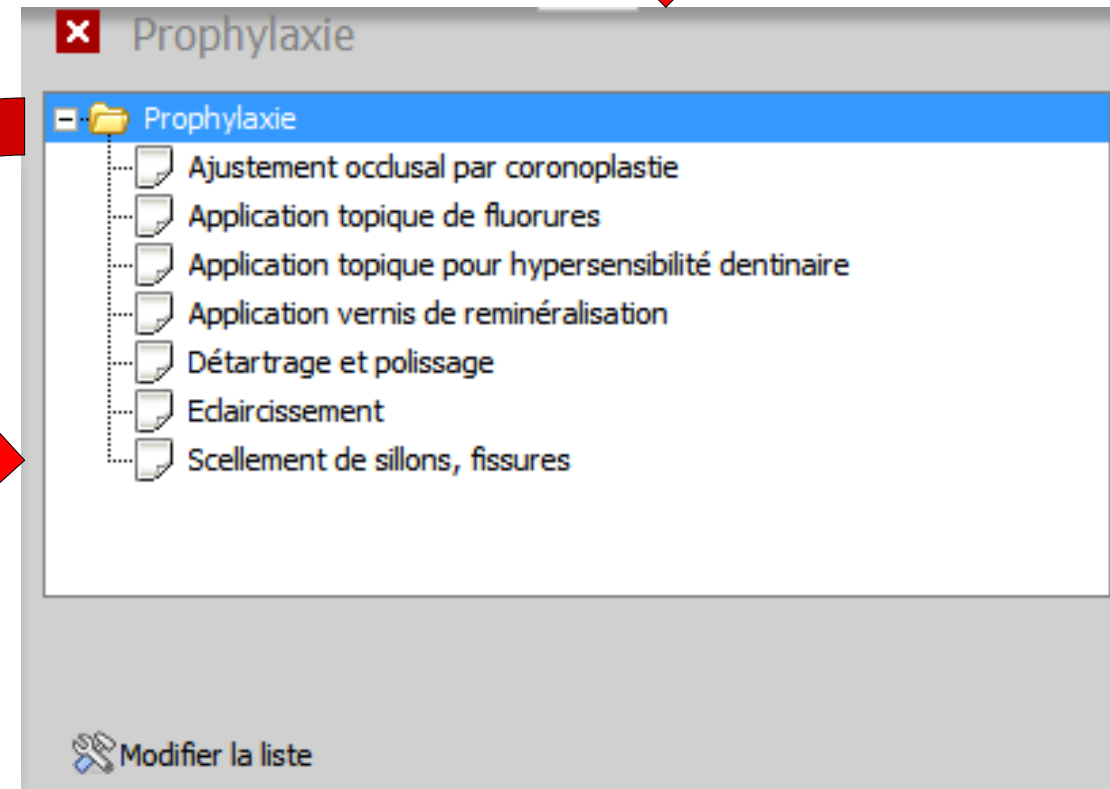 Prophylaxie
Prophylaxie
Ajustement occlusal par coronoplastie
Application topique de fluorures
Application topique pour hypersensibilité dentinaire
Application vernis de reminéralisation
Détartrage et polissage
Eclaircissement
Scellement de sillons, fissures
Modifier la liste